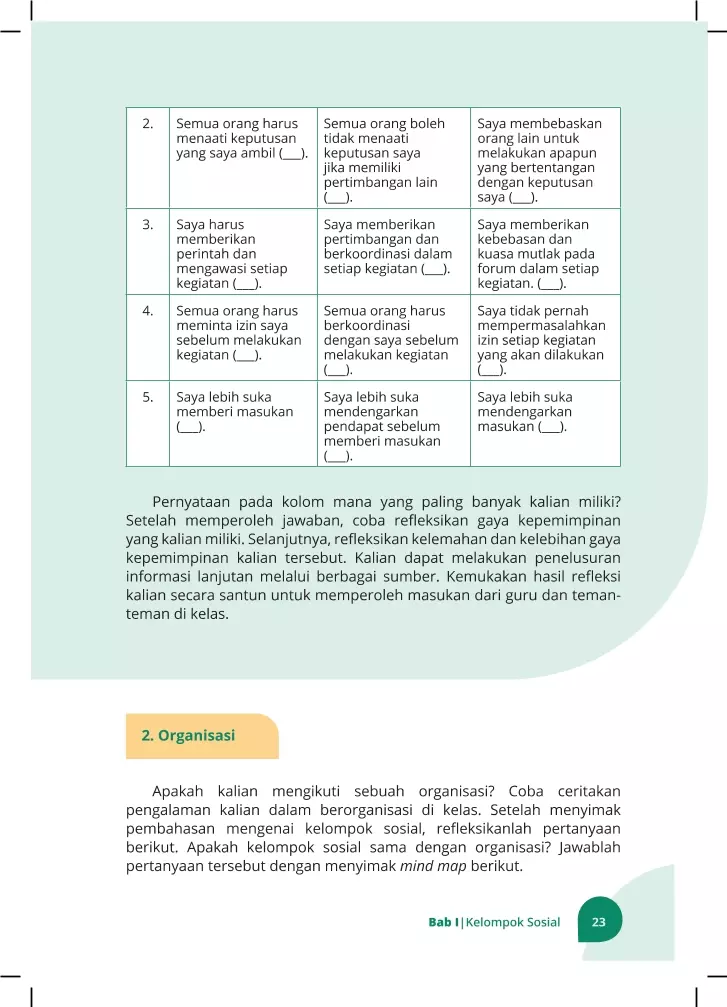 2.
Semua orang harus
menaati keputusan
yang saya ambil (___).
Semua orang boleh
tidak menaati
keputusan saya
jika memiliki
pertimbangan lain
(___).
Saya membebaskan
orang lain untuk
melakukan apapun
yang bertentangan
dengan keputusan
saya (___).
3.
Saya harus
memberikan
perintah dan
mengawasi setiap
kegiatan (___).
Saya memberikan
pertimbangan dan
berkoordinasi dalam
setiap kegiatan (___).
Saya memberikan
kebebasan dan
kuasa mutlak pada
forum dalam setiap
kegiatan. (___).
4.
Semua orang harus
meminta izin saya
sebelum melakukan
kegiatan (___).
Semua orang harus
berkoordinasi
dengan saya sebelum
melakukan kegiatan
(___).
Saya tidak pernah
mempermasalahkan
izin setiap kegiatan
yang akan dilakukan
(___).
5.
Saya lebih suka
memberi masukan
(___).
Saya lebih suka
mendengarkan
pendapat sebelum
memberi masukan
(___).
Saya lebih suka
mendengarkan
masukan (___).
Pernyataan pada kolom mana yang paling banyak kalian miliki?
Setelah memperoleh jawaban, coba refleksikan gaya kepemimpinan
yang kalian miliki. Selanjutnya, refleksikan kelemahan dan kelebihan gaya
kepemimpinan kalian tersebut. Kalian dapat melakukan penelusuran
informasi lanjutan melalui berbagai sumber. Kemukakan hasil refleksi
kalian secara santun untuk memperoleh masukan dari guru dan teman-
teman di kelas.
2. Organisasi
Apakah kalian mengikuti sebuah organisasi? Coba ceritakan
pengalaman kalian dalam berorganisasi di kelas. Setelah menyimak
pembahasan mengenai kelompok sosial, refleksikanlah pertanyaan
berikut. Apakah kelompok sosial sama dengan organisasi? Jawablah
pertanyaan tersebut dengan menyimak mind map berikut.
Bab I|Kelompok Sosial 23